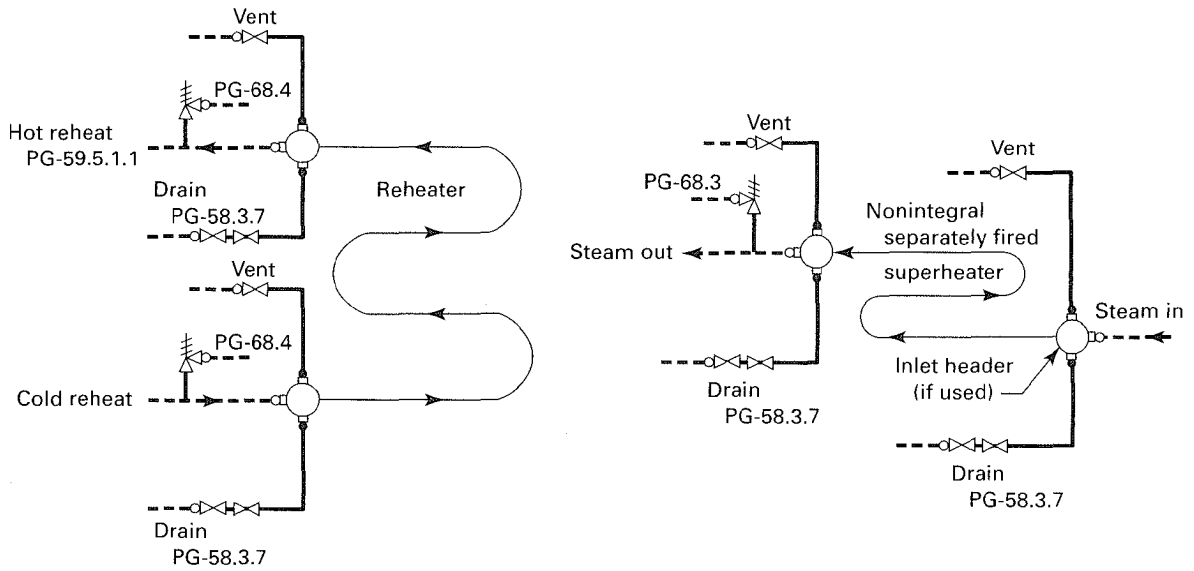 Vent
PG-68.4
Hot reheat
PG-59.5.1.1
Drain
PG-58.3.7
Reheater
Vent
PG-68.4
Cold reheat
Drain
PG-58.3.7
Vent
PG-68.3
Steam out
Nonintegral
separately fired
superheater
Drain
PG-58.3.7
Vent
Steam in
Inlet header
(if used)
Drain
PG-58.3.7